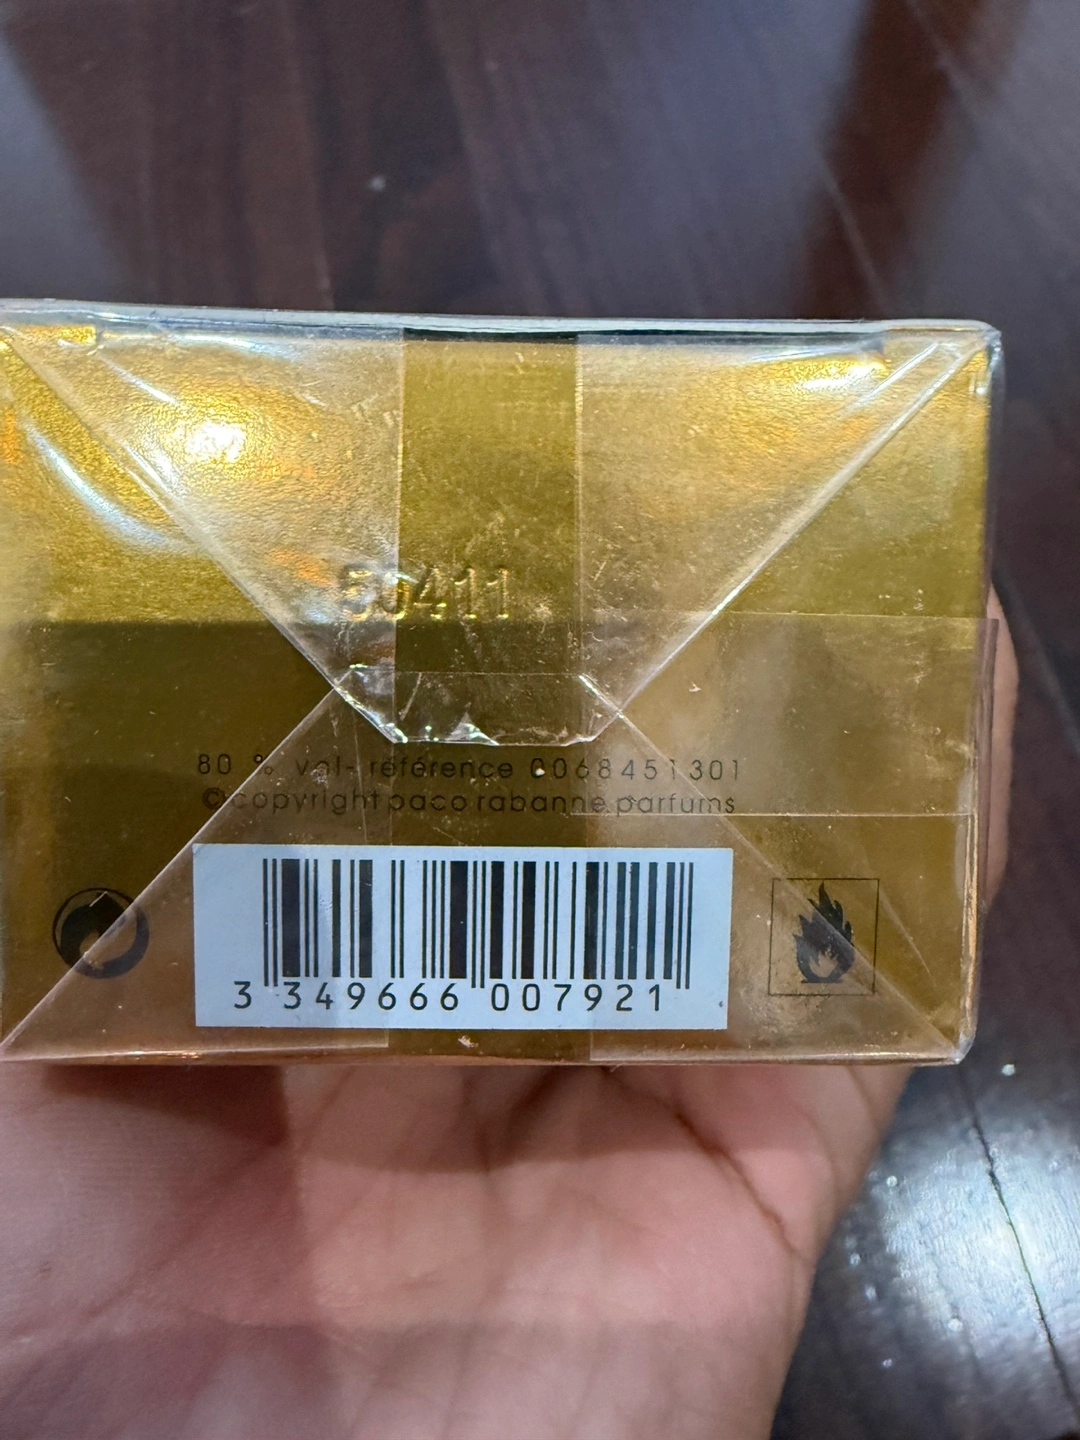 50411
80 % vol- référence 0068451301
© copyright paco rabanne parfums
3 349666 007921